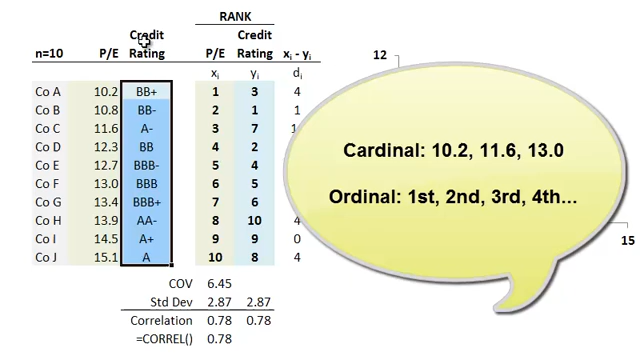 RANK
Credit Credit
n=10 P/E Rating P/E Rating xi - yi
xi yi di
Co A 10.2 BB+ 1 3 4
Co B 10.8 BB- 2 1 1
Co C 11.6 A- 3 7 1
Co D 12.3 BB 4 2
Co E 12.7 BBB- 5 4
Co F 13.0 BBB 6 5
Co G 13.4 BBB+ 7 6
Co H 13.9 AA- 8 10 4
Co I 14.5 A+ 9 9 0
Co J 15.1 A 10 8 4
COV 6.45
Std Dev 2.87 2.87
Correlation 0.78 0.78
=CORREL() 0.78
12
Cardinal: 10.2, 11.6, 13.0
Ordinal: 1st, 2nd, 3rd, 4th...
15